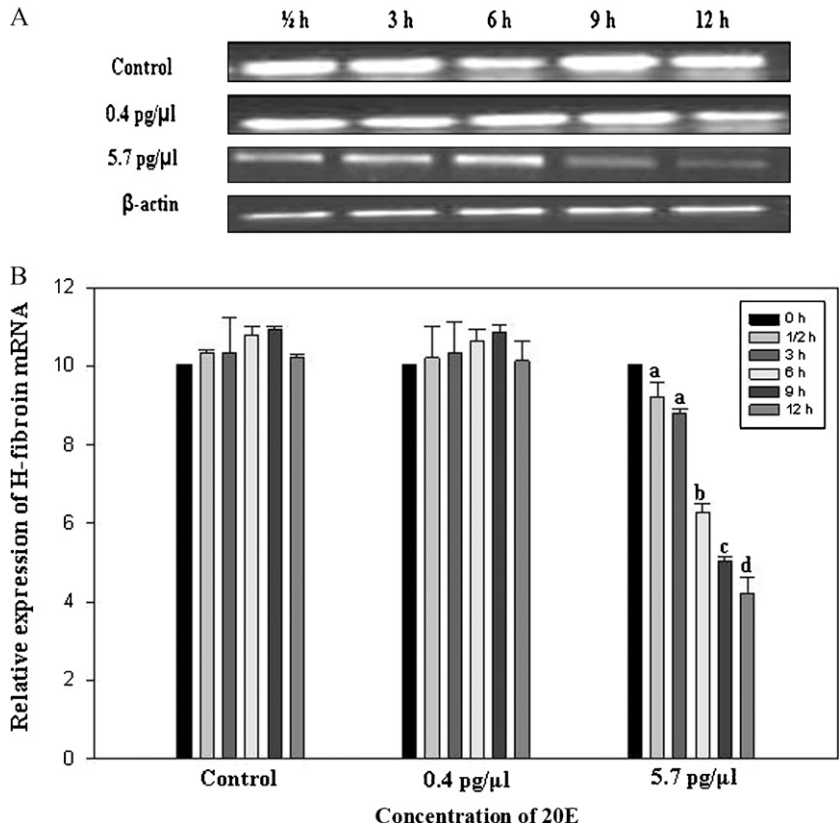 A
½ h 3 h 6 h 9 h 12 h
Control
0.4 pg/µl
5.7 pg/µl
β-actin
B
Relative expression of H-fibroin mRNA
12
10
8
6
4
2
0
0 h
1/2 h
3 h
6 h
9 h
12 h
a a
b
c
d
Control 0.4 pg/µl 5.7 pg/µl
Concentration of 20E